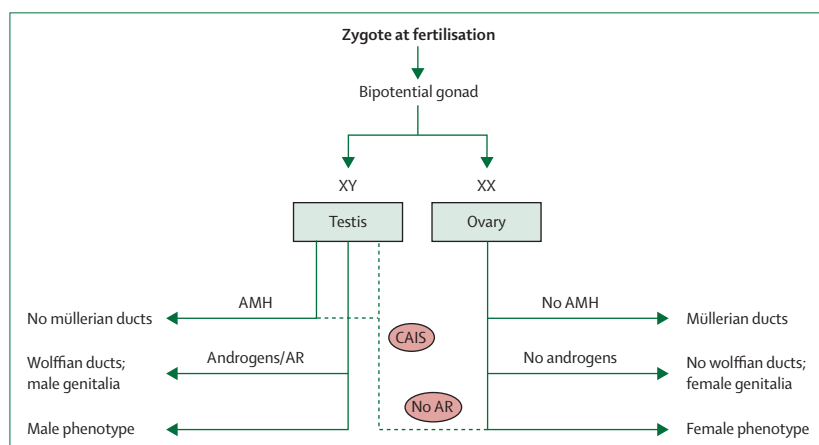 Zygote at fertilisation
Bipotential gonad
XY
XX
Testis
Ovary
AMH
No AMH
No müllerian ducts
Müllerian ducts
CAIS
Wolffian ducts;
male genitalia
Androgens/AR
No androgens
No wolffian ducts;
female genitalia
No AR
Male phenotype
Female phenotype